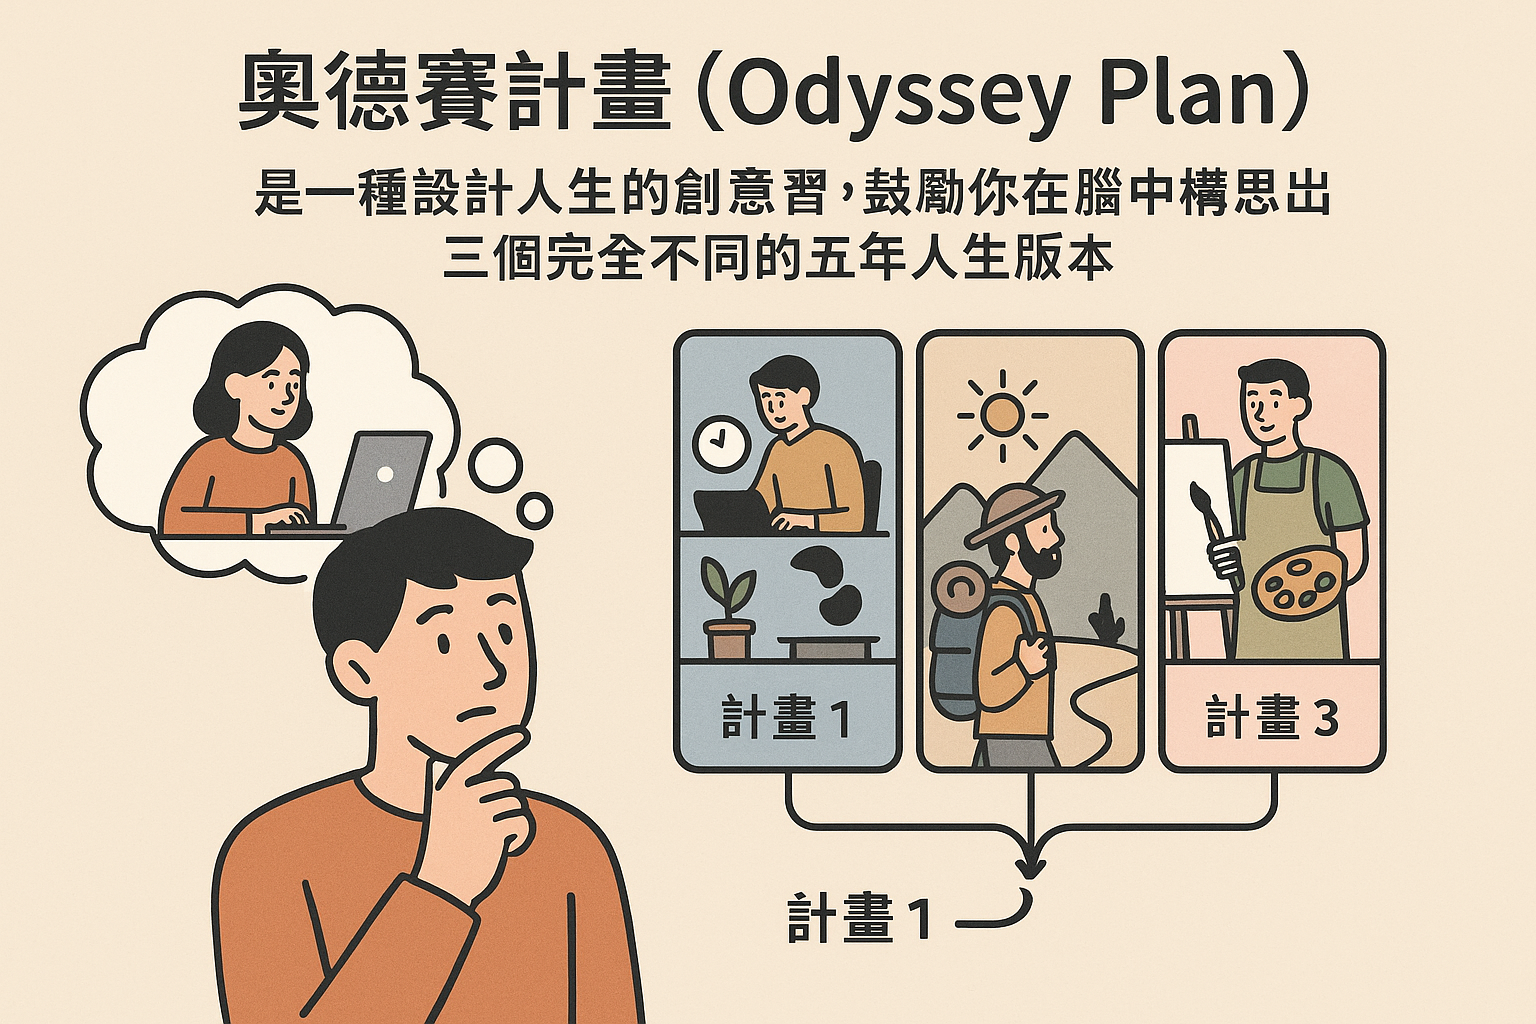 奧德賽計畫（Odyssey Plan）
是一種設計人生的創意習，鼓勵你在腦中構思出
三個完全不同的五年人生版本
計畫 1
計畫 3
計畫 1